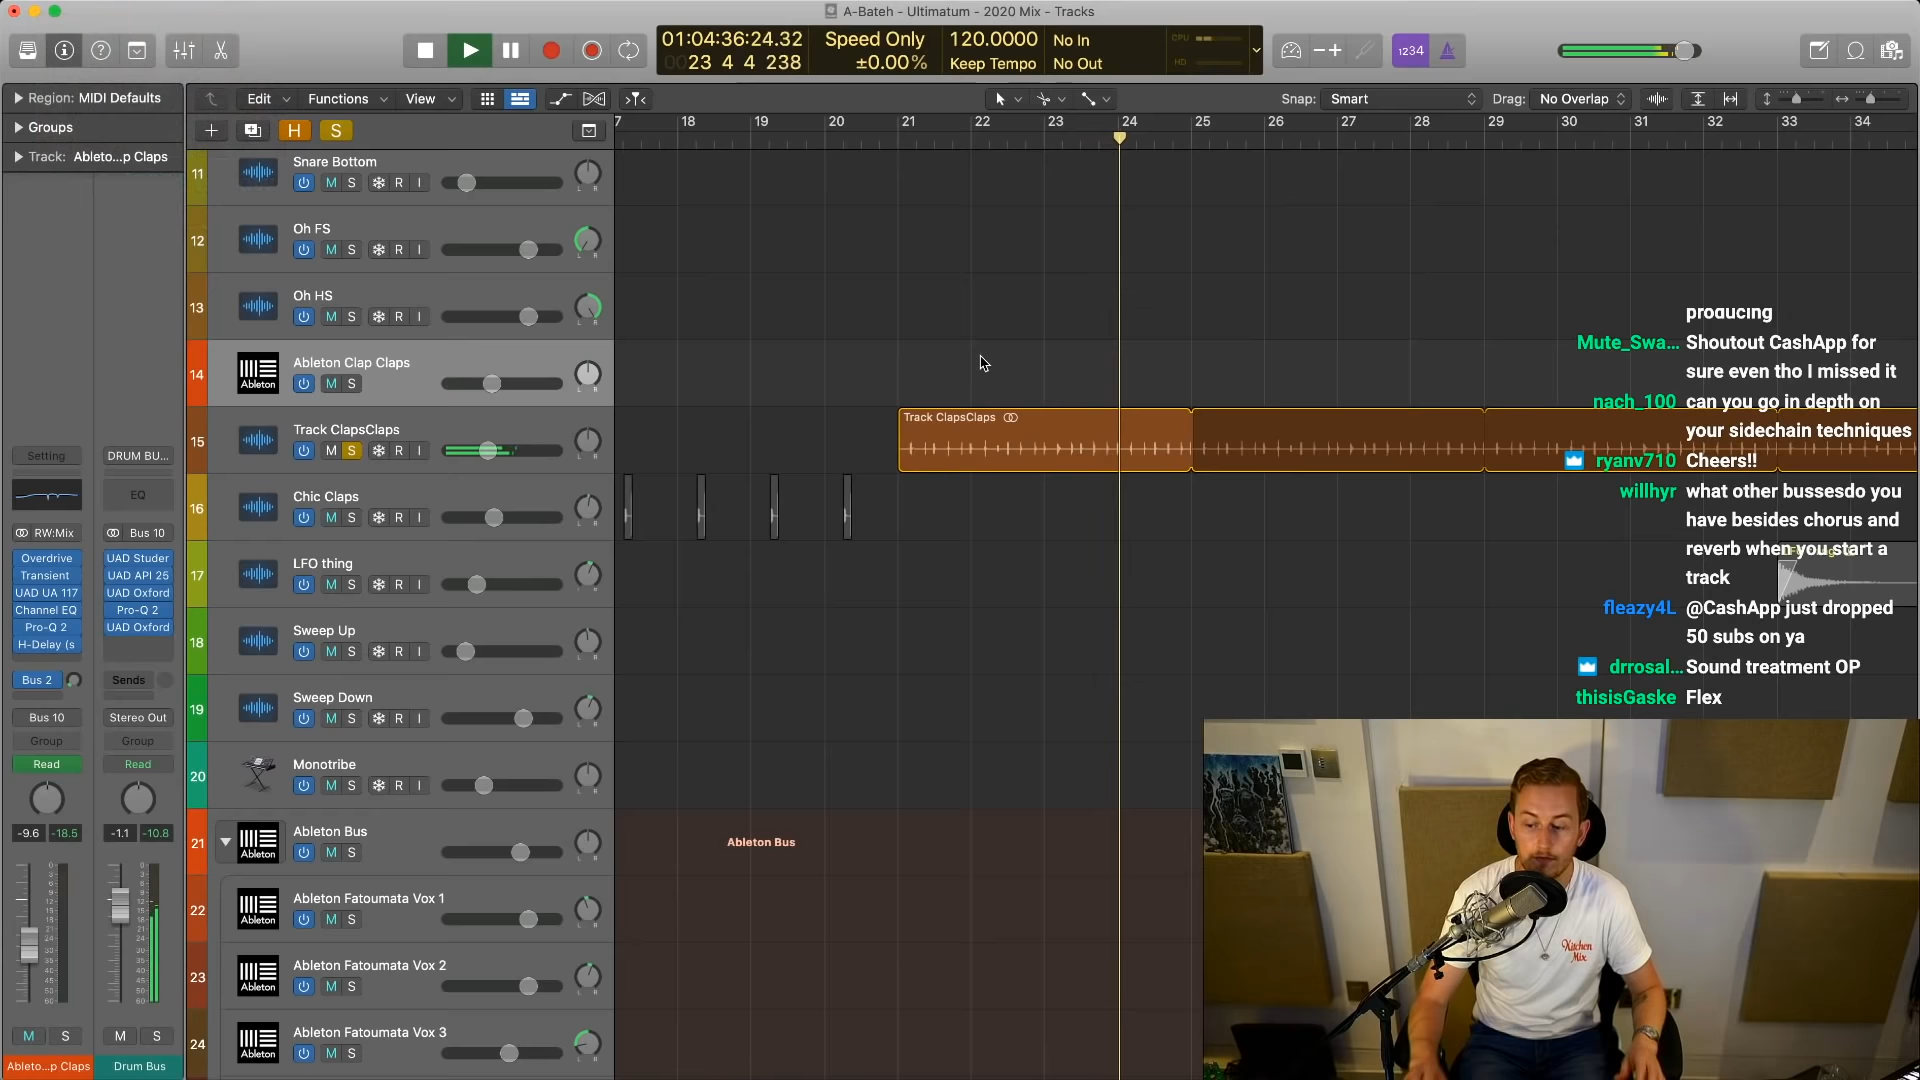 A-Bateh - Ultimatum - 2020 Mix - Tracks
01:04:36:24.32
0023 4 4 238
Speed Only
±0.00%
120.0000
Keep Tempo
No In
No Out
CPU
HD
1234
Region: MIDI Defaults
Groups
Track: Ableto...p Claps
Edit
Functions
View
Snap: Smart
Drag: No Overlap
H
S
7 18 19 20 21 22 23 24 25 26 27 28 29 30 31 32 33 34
11 Snare Bottom
M S R I
12 Oh FS
M S R I
13 Oh HS
M S R I
14 Ableton Clap Claps
Ableton
M S
15 Track ClapsClaps
M S R I
Track ClapsClaps
16 Chic Claps
M S R I
17 LFO thing
M S R I
18 Sweep Up
M S R I
19 Sweep Down
M S R I
20 Monotribe
M S R I
21 Ableton Bus
Ableton
M S
Ableton Bus
22 Ableton Fatoumata Vox 1
Ableton
M S
23 Ableton Fatoumata Vox 2
Ableton
M S
24 Ableton Fatoumata Vox 3
Ableton
M S
Setting
DRUM BU...
EQ
RW:Mix
Bus 10
Overdrive
Transient
UAD UA 117
Channel EQ
Pro-Q 2
H-Delay (s
UAD Studer
UAD API 25
UAD Oxford
Pro-Q 2
UAD Oxford
Bus 2
Sends
Bus 10
Stereo Out
Group
Group
Read
Read
-9.6 -18.5
-1.1 -10.8
M S
M S
Ableto...p Claps
Drum Bus
producing
Mute_Swa... Shoutout CashApp for
sure even tho I missed it
nach_100 can you go in depth on
your sidechain techniques
ryanv710 Cheers!!
willhyr what other bussesdo you
have besides chorus and
reverb when you start a
track
fleazy4L @CashApp just dropped
50 subs on ya
drrosal... Sound treatment OP
thisisGaske Flex
Kitchen
Mix